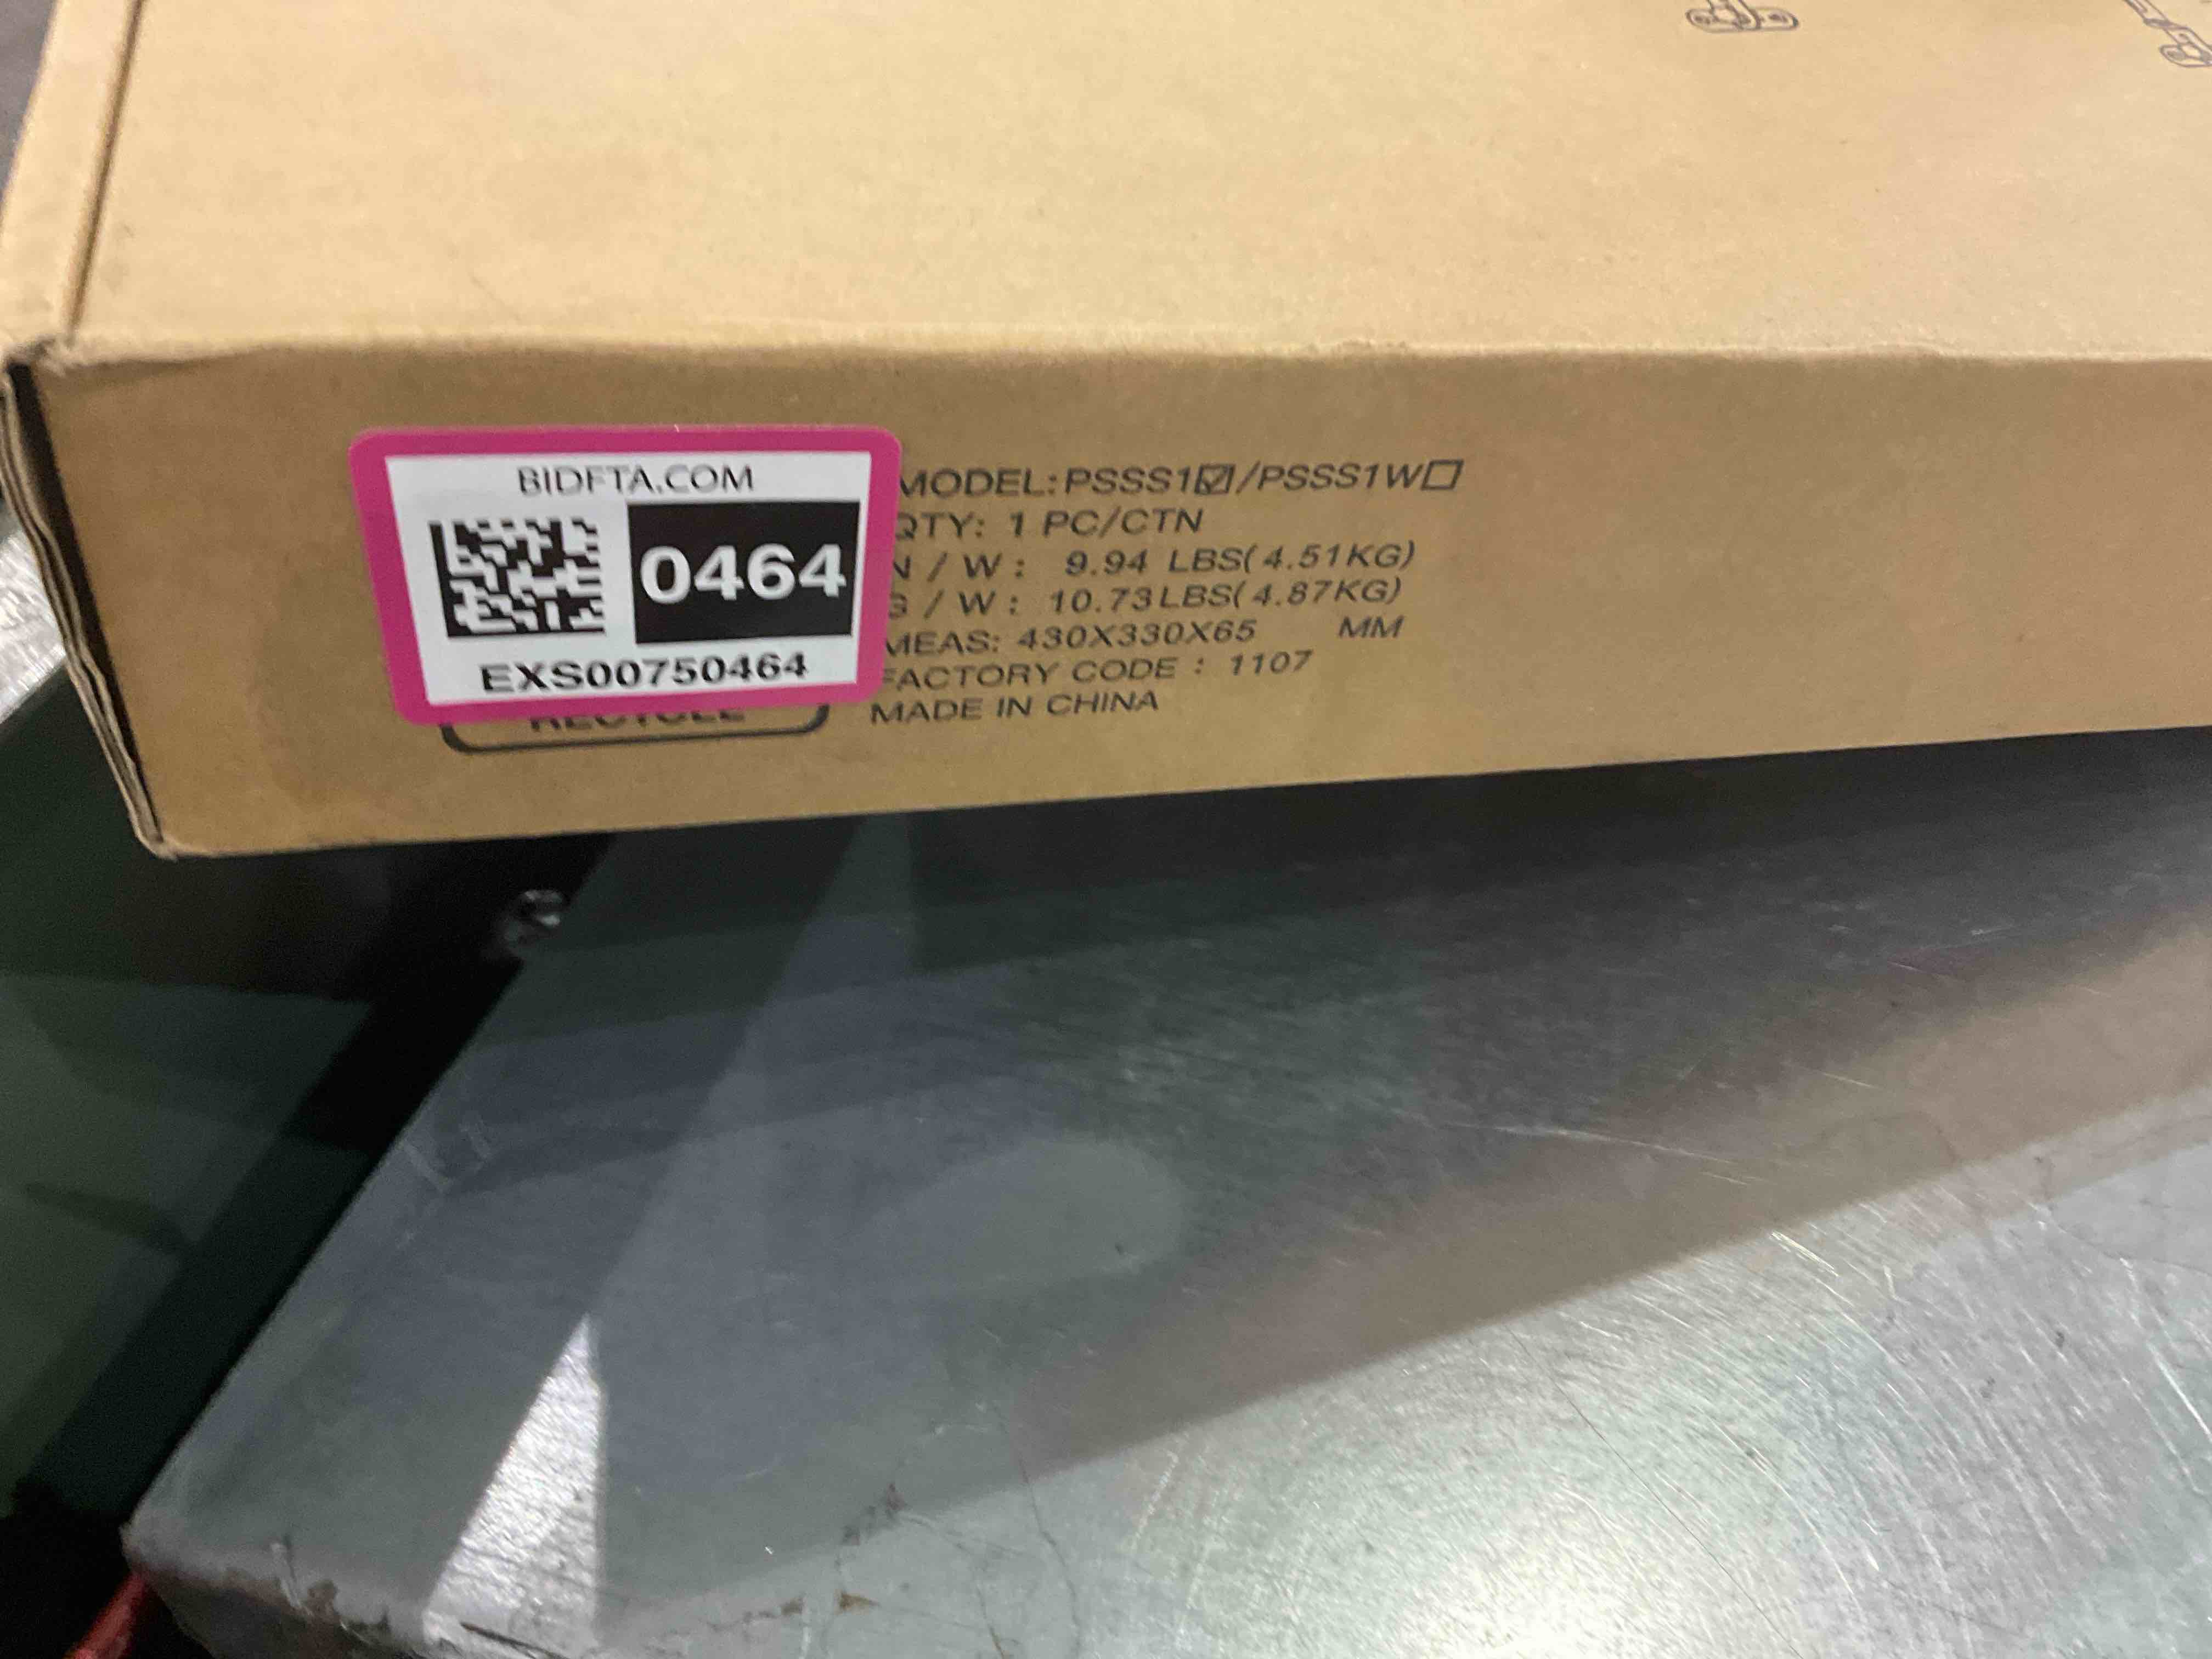 BIDFTA.COM
0464
EXS00750464
RECYCLE
MODEL:PSSS1☑/PSSS1W☐
QTY: 1 PC/CTN
N / W : 9.94 LBS(4.51KG)
G / W : 10.73LBS(4.87KG)
MEAS: 430X330X65 MM
FACTORY CODE : 1107
MADE IN CHINA